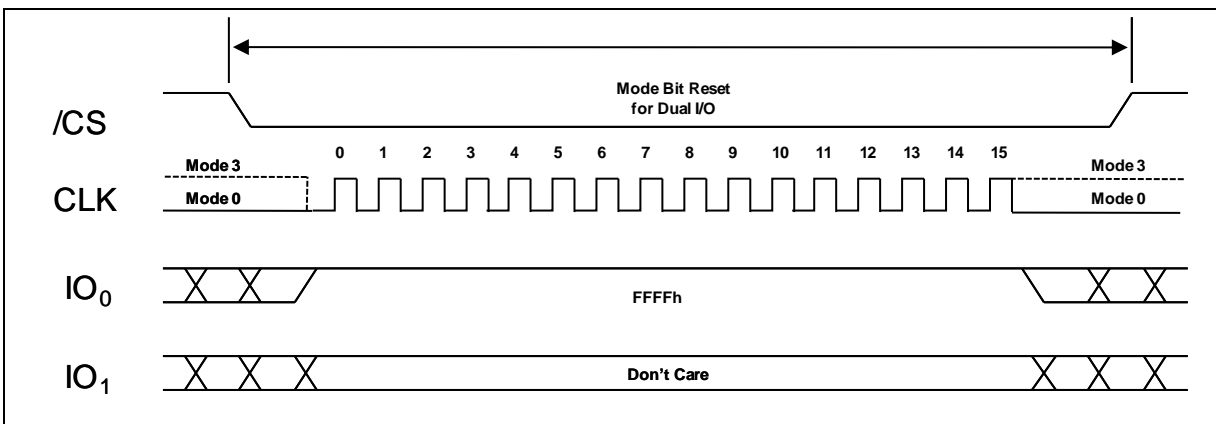 Mode Bit Reset
for Dual I/O
/CS
0 1 2 3 4 5 6 7 8 9 10 11 12 13 14 15
Mode 3 Mode 3
CLK Mode 0 Mode 0
IO0 FFFFh
IO1 Don't Care